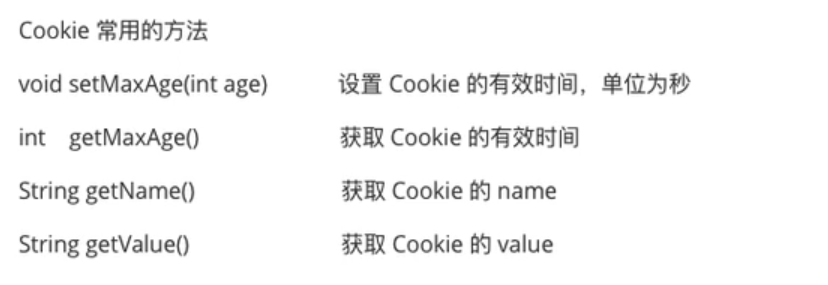 Cookie 常用的方法
void setMaxAge(int age) 设置 Cookie 的有效时间，单位为秒
int getMaxAge() 获取 Cookie 的有效时间
String getName() 获取 Cookie 的 name
String getValue() 获取 Cookie 的 value